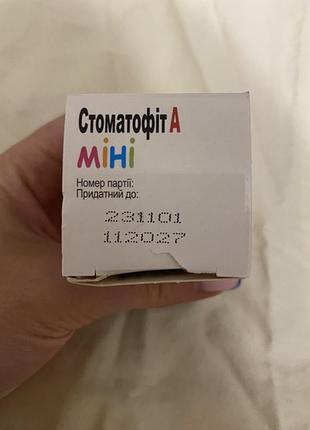 Стоматофіт А
міні
Номер партії:
Придатний до:
231101
112027